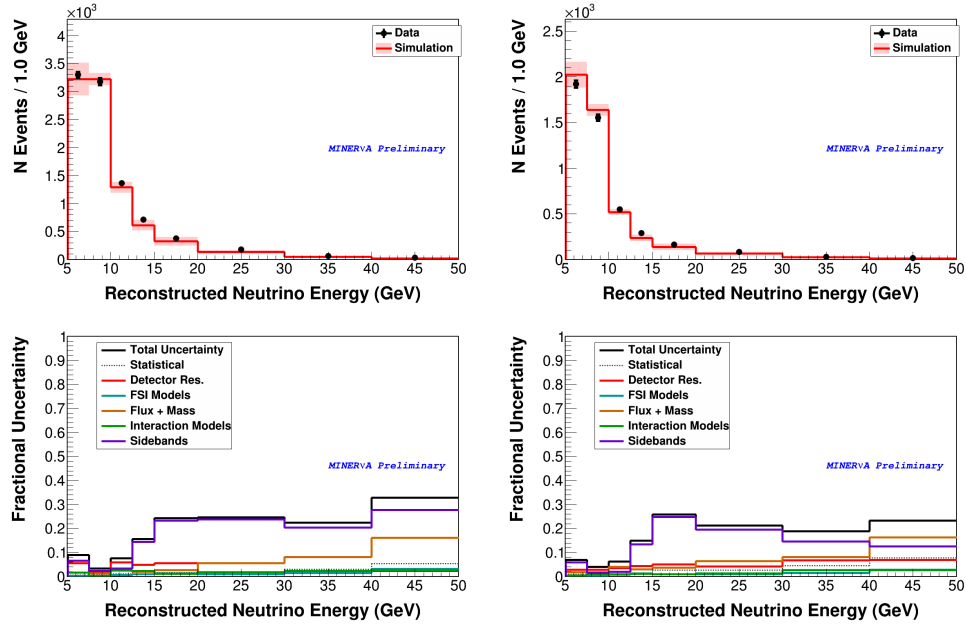 ×10³
4
3.5
3
2.5
2
1.5
1
0.5
0
N Events / 1.0 GeV
Data
Simulation
MINERνA Preliminary
5 10 15 20 25 30 35 40 45 50
Reconstructed Neutrino Energy (GeV)
×10³
2.5
2
1.5
1
0.5
0
N Events / 1.0 GeV
Data
Simulation
MINERνA Preliminary
5 10 15 20 25 30 35 40 45 50
Reconstructed Neutrino Energy (GeV)
1
0.9
0.8
0.7
0.6
0.5
0.4
0.3
0.2
0.1
0
Fractional Uncertainty
Total Uncertainty
Statistical
Detector Res.
FSI Models
Flux + Mass
Interaction Models
Sidebands
MINERνA Preliminary
5 10 15 20 25 30 35 40 45 50
Reconstructed Neutrino Energy (GeV)
1
0.9
0.8
0.7
0.6
0.5
0.4
0.3
0.2
0.1
0
Fractional Uncertainty
Total Uncertainty
Statistical
Detector Res.
FSI Models
Flux + Mass
Interaction Models
Sidebands
MINERνA Preliminary
5 10 15 20 25 30 35 40 45 50
Reconstructed Neutrino Energy (GeV)